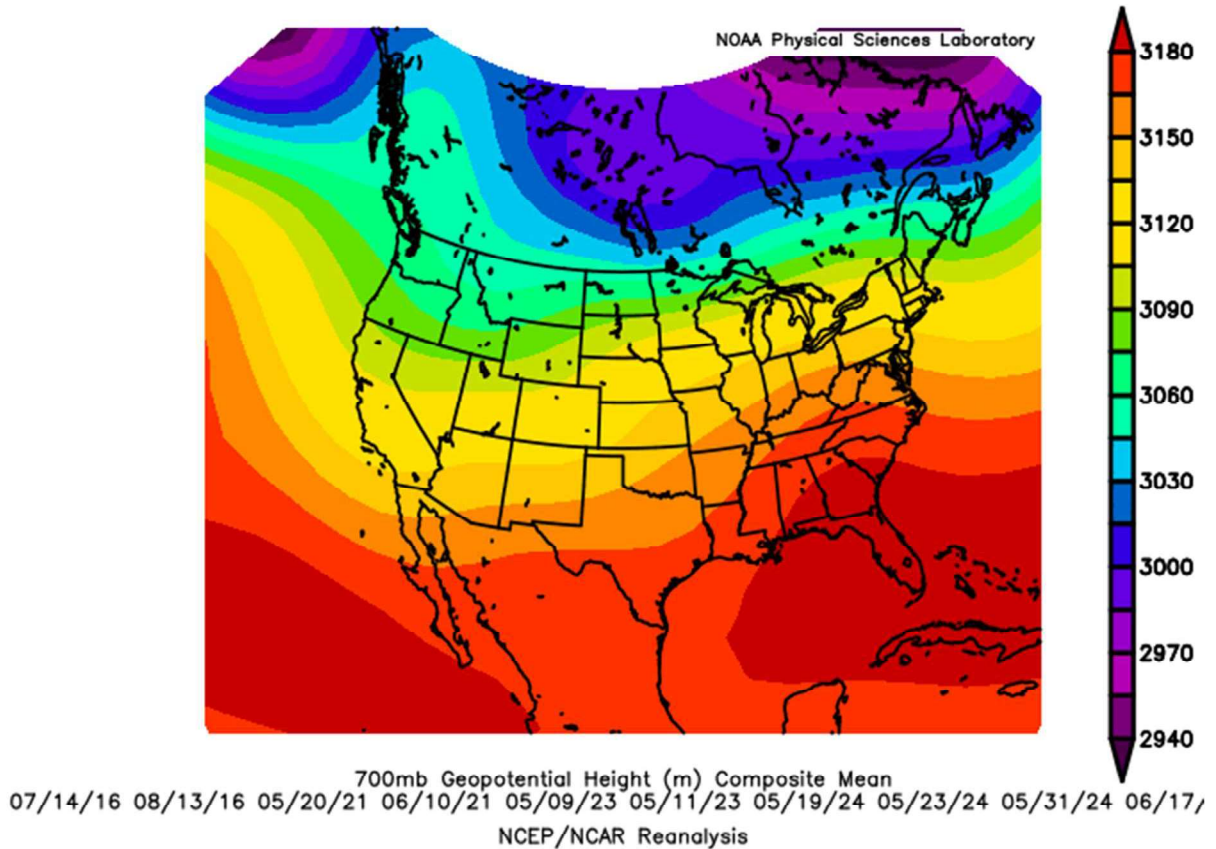 NOAA Physical Sciences Laboratory
3180
3150
3120
3090
3060
3030
3000
2970
2940
700mb Geopotential Height (m) Composite Mean
07/14/16 08/13/16 05/20/21 06/10/21 05/09/23 05/11/23 05/19/24 05/23/24 05/31/24 06/17/
NCEP/NCAR Reanalysis